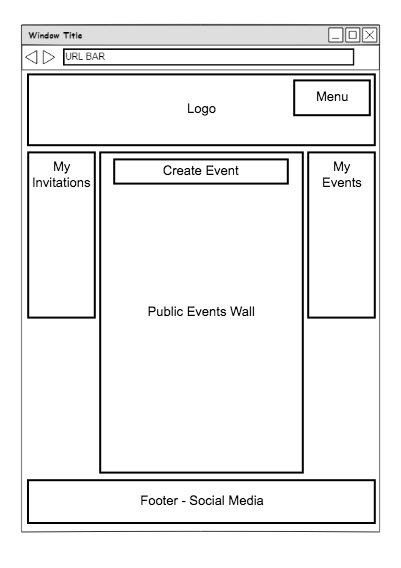 Window Title
URL BAR
Logo
Menu
My
Invitations
Create Event
My
Events
Public Events Wall
Footer - Social Media